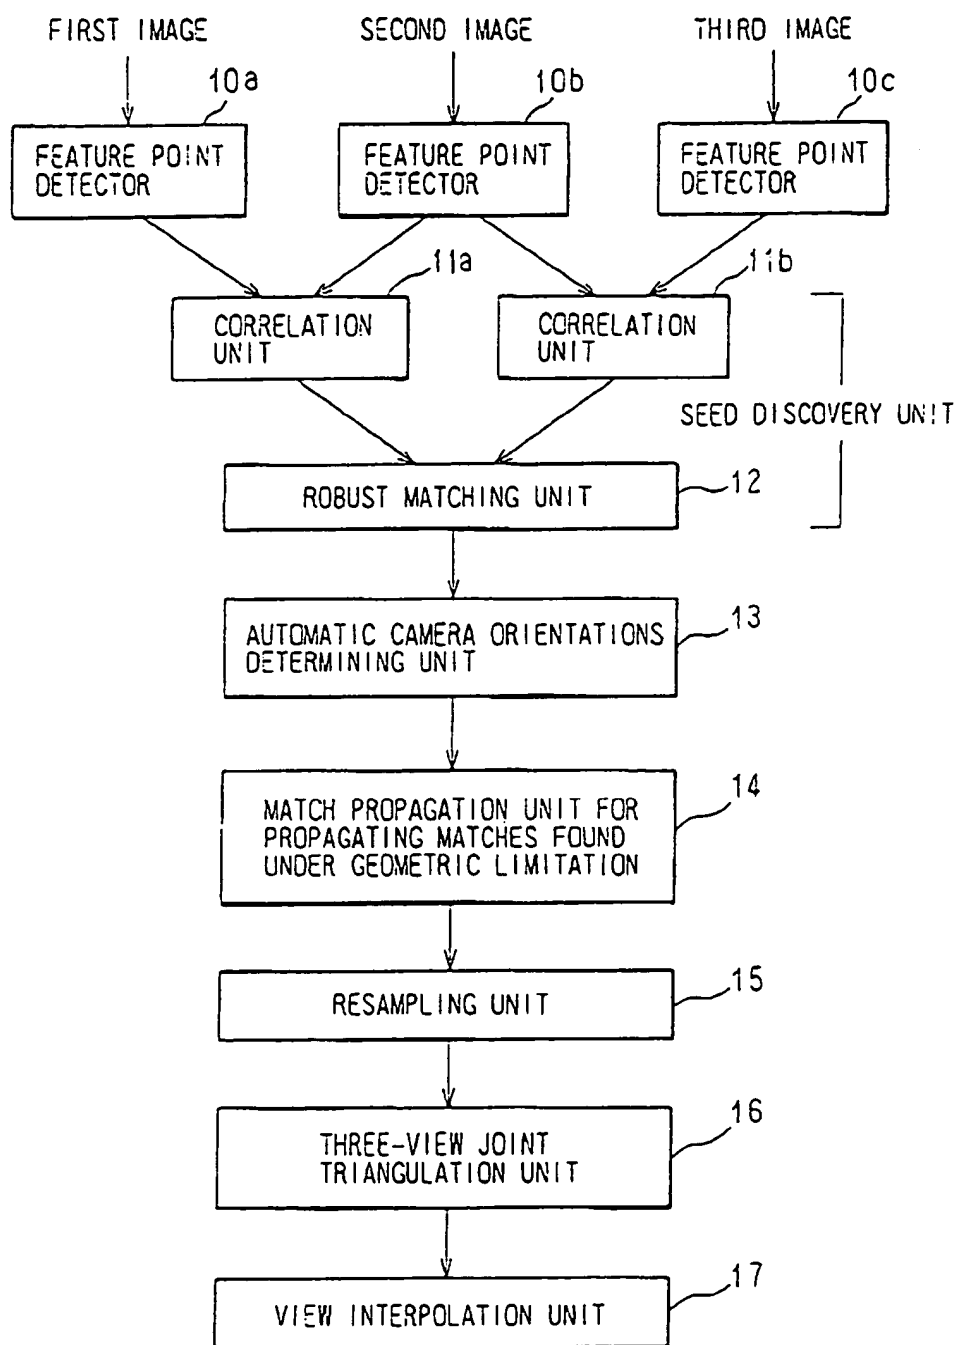 FIRST IMAGE
SECOND IMAGE
THIRD IMAGE
10a
10b
10c
FEATURE POINT
DETECTOR
FEATURE POINT
DETECTOR
FEATURE POINT
DETECTOR
11a
11b
CORRELATION
UNIT
CORRELATION
UNIT
SEED DISCOVERY UNIT
ROBUST MATCHING UNIT
12
AUTOMATIC CAMERA ORIENTATIONS
DETERMINING UNIT
13
MATCH PROPAGATION UNIT FOR
PROPAGATING MATCHES FOUND
UNDER GEOMETRIC LIMITATION
14
RESAMPLING UNIT
15
THREE-VIEW JOINT
TRIANGULATION UNIT
16
VIEW INTERPOLATION UNIT
17